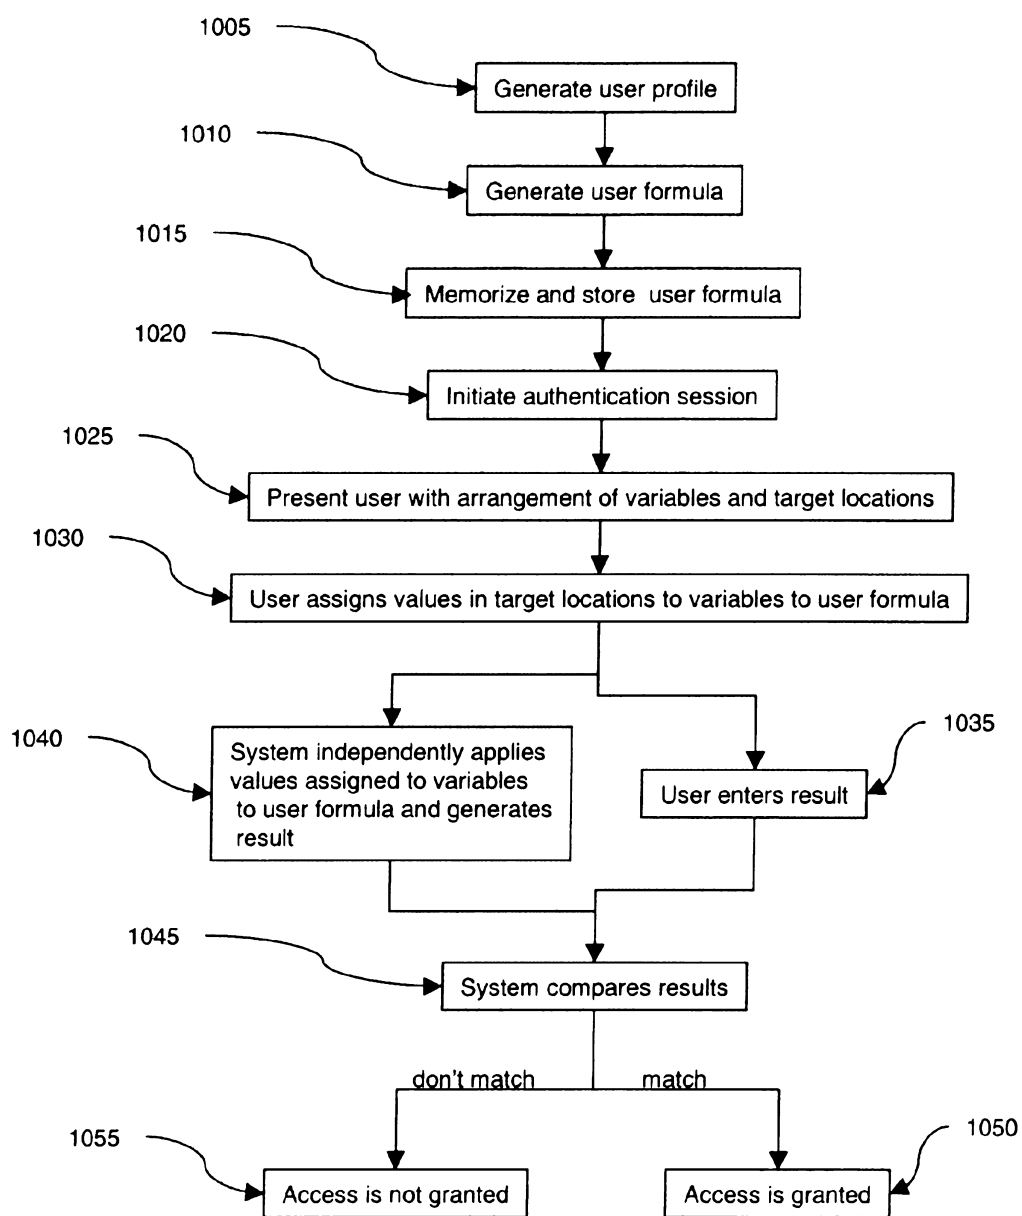 1005
Generate user profile
1010
Generate user formula
1015
Memorize and store user formula
1020
Initiate authentication session
1025
Present user with arrangement of variables and target locations
1030
User assigns values in target locations to variables to user formula
1040
System independently applies
values assigned to variables
to user formula and generates
result
1035
User enters result
1045
System compares results
don't match
match
1055
Access is not granted
1050
Access is granted